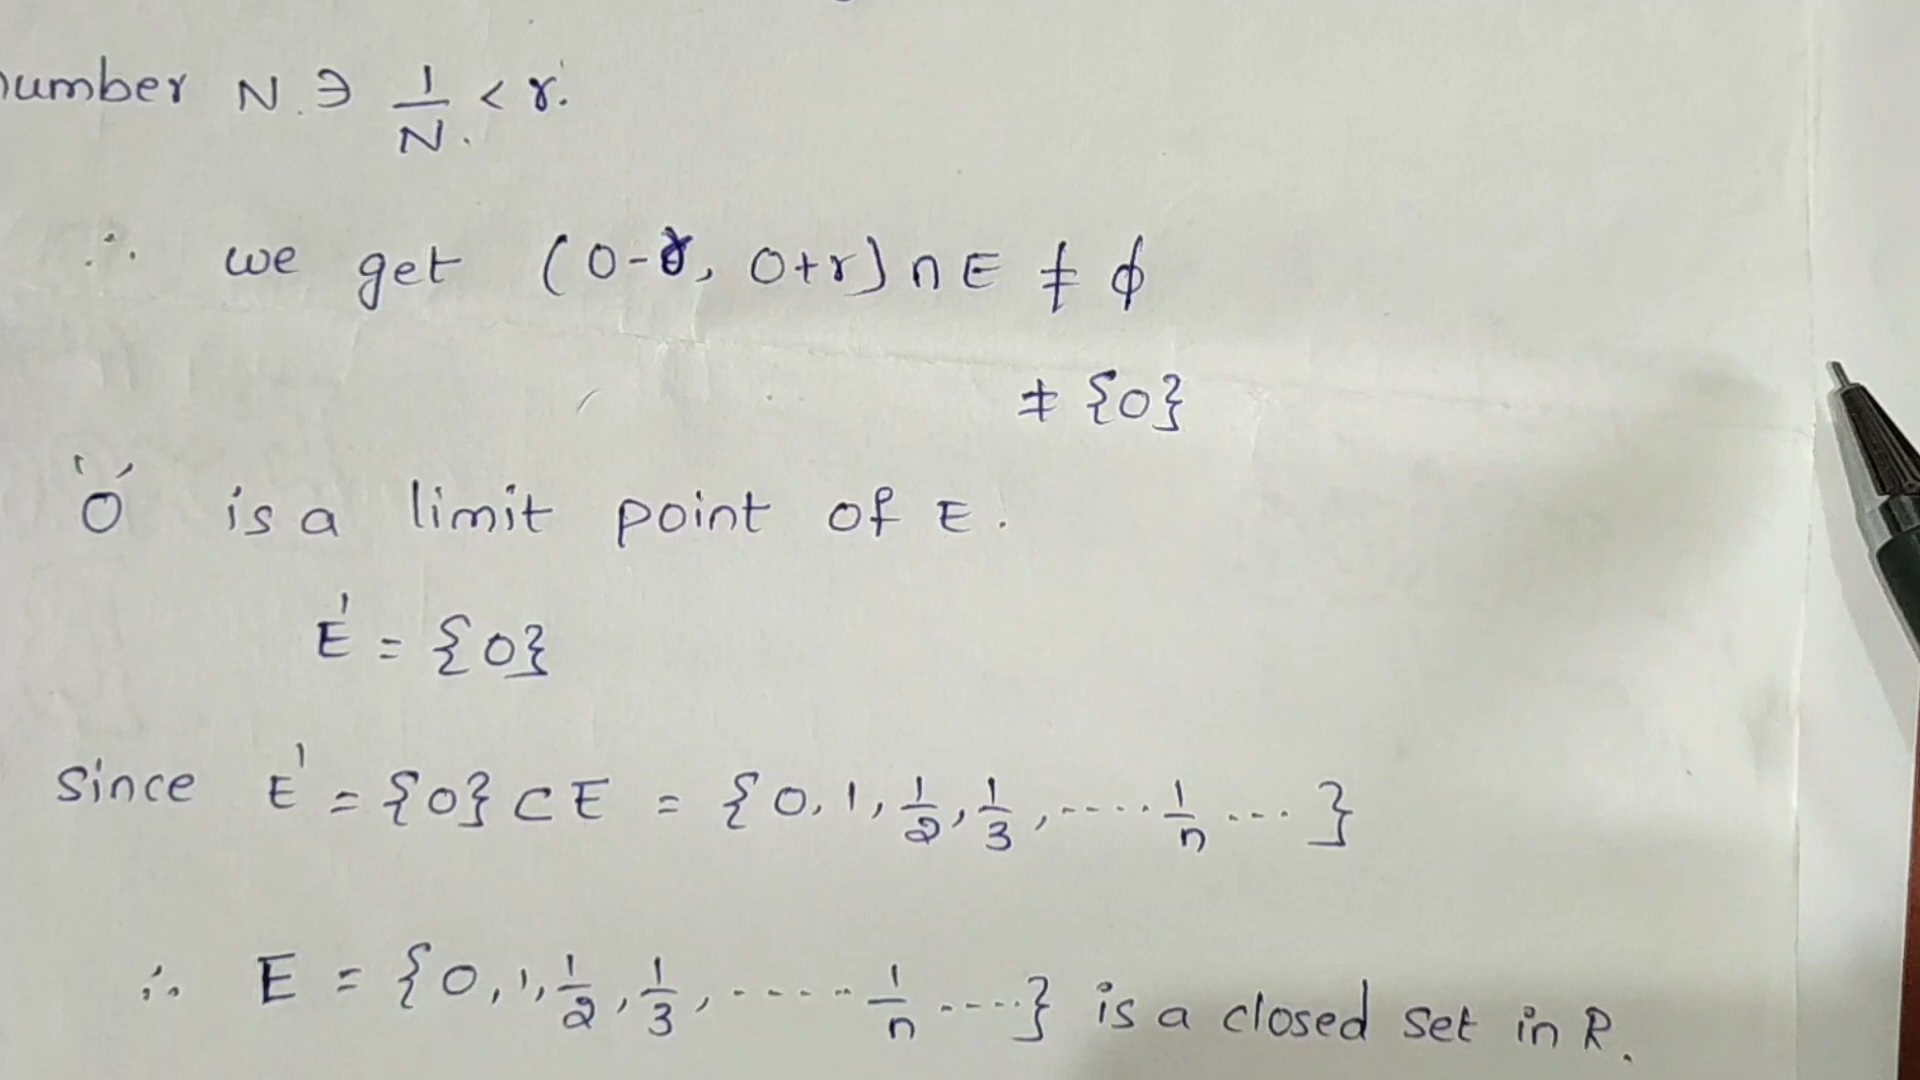 number N ∋ 1/N < r.
∴ we get (0-r, 0+r) ∩ E ≠ ϕ
≠ {0}
'0' is a limit point of E.
E' = {0}
since E' = {0} ⊂ E = {0, 1, 1/2, 1/3, ..... 1/n ... }
∴ E = {0, 1, 1/2, 1/3, ..... 1/n ....} is a closed set in R.